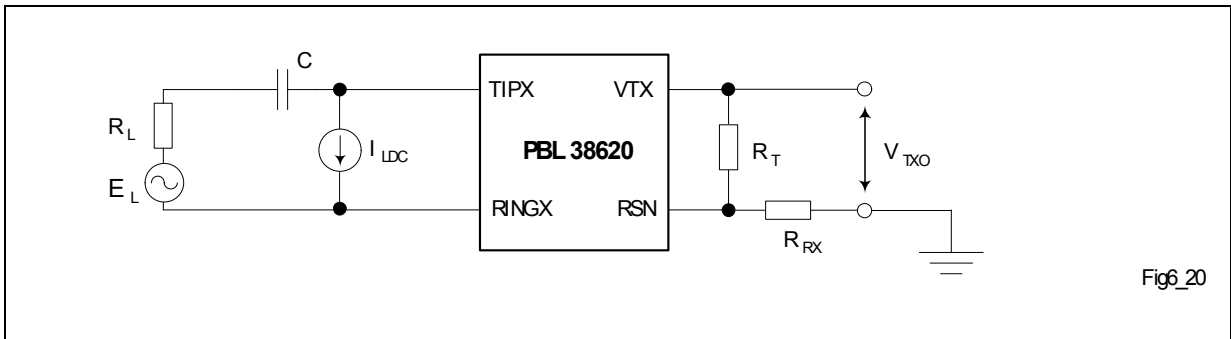 C
TIPX
VTX
R L
I LDC
PBL 38620
R T
V TXO
E L
RINGX
RSN
R RX
Fig6_20